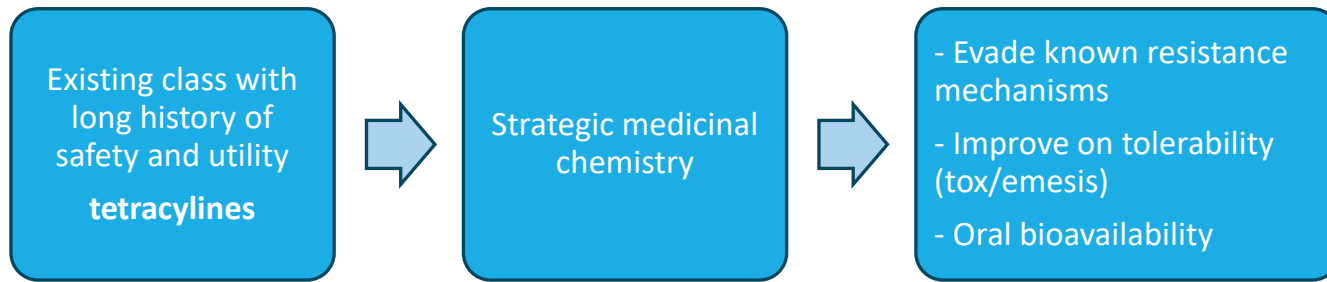 Existing class with
long history of
safety and utility
tetracylines
Strategic medicinal
chemistry
- Evade known resistance
mechanisms
- Improve on tolerability
(tox/emesis)
- Oral bioavailability